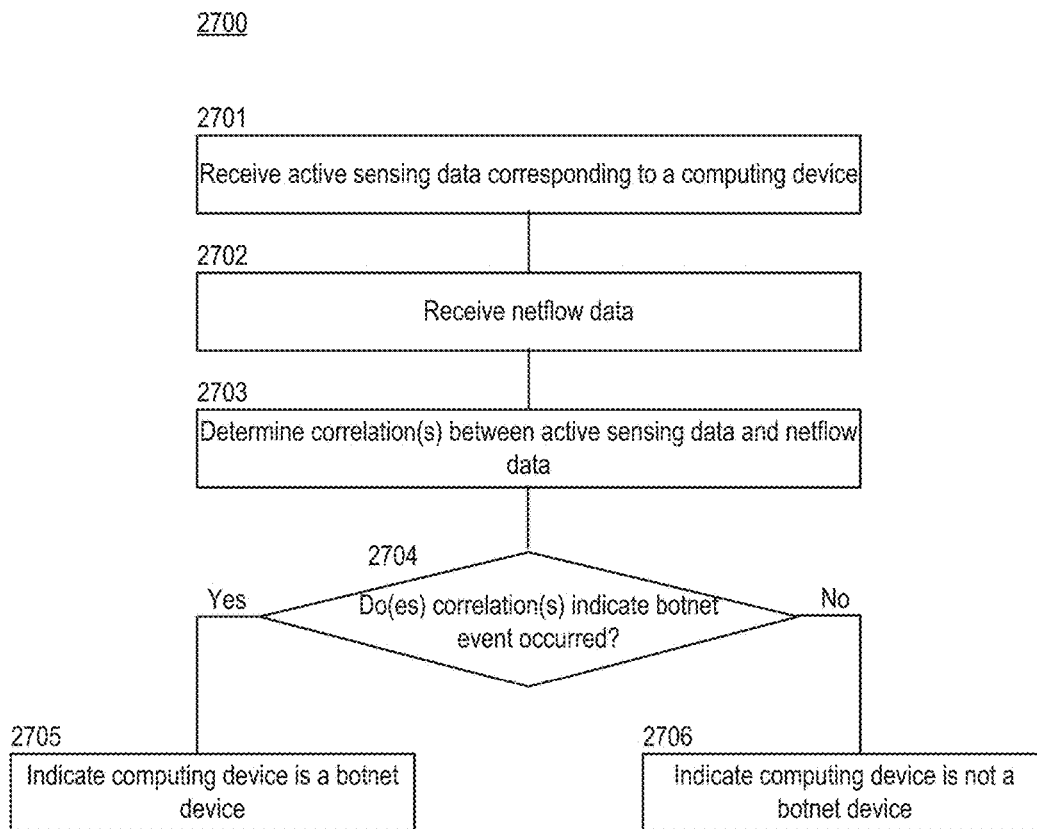 2700
2701
Receive active sensing data corresponding to a computing device
2702
Receive netflow data
2703
Determine correlation(s) between active sensing data and netflow
data
2704
Yes
Do(es) correlation(s) indicate botnet
event occurred?
No
2705
Indicate computing device is a botnet
device
2706
Indicate computing device is not a
botnet device